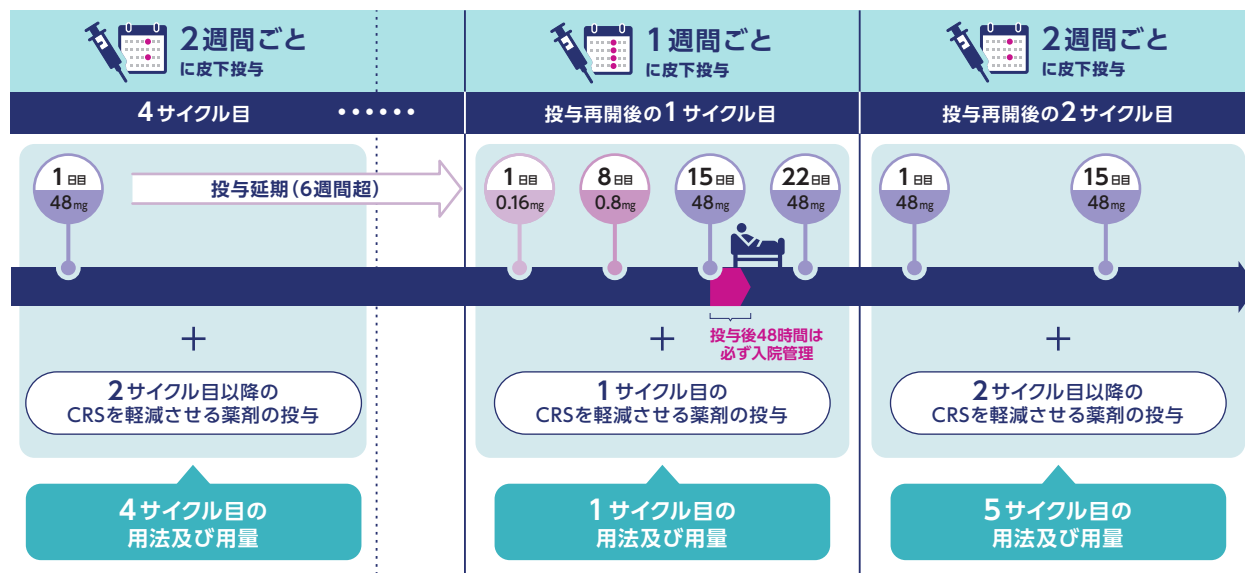 2週間ごと
に皮下投与
1週間ごと
に皮下投与
2週間ごと
に皮下投与
4サイクル目 ••••••
投与再開後の1サイクル目
投与再開後の2サイクル目
1日目
48mg
投与延期(6週間超)
1日目
0.16mg
8日目
0.8mg
15日目
48mg
22日目
48mg
1日目
48mg
15日目
48mg
投与後48時間は
必ず入院管理
+
2サイクル目以降の
CRSを軽減させる薬剤の投与
+
1サイクル目の
CRSを軽減させる薬剤の投与
+
2サイクル目以降の
CRSを軽減させる薬剤の投与
4サイクル目の
用法及び用量
1サイクル目の
用法及び用量
5サイクル目の
用法及び用量